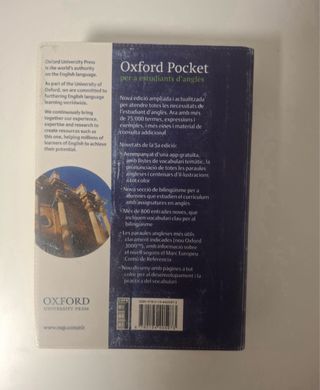 Oxford University Press
is the world's authority
on the English language.
As part of the University of
Oxford, we are committed to
furthering English language
learning worldwide.
We continuously bring
together our experience,
expertise and research to
create resources such as
this one, helping millions of
learners of English to achieve
their potential.
OXFORD
UNIVERSITY PRESS
www.oup.com/elt
Oxford Pocket
per a estudiants d'anglès
Nova edició ampliada i actualitzada
per atendre totes les necessitats de
l'estudiant d'anglès. Ara amb més
de 75.000 termes, expressions i
exemples, i més eines i material de
consulta addicional
Novetats de la 5a edició:
• Acompanyat d'una app gratuïta,
amb llistes de vocabulari temàtic, la
pronunciació de totes les paraules
angleses i centenars d'il·lustracions
a tot color
• Nova secció de bilingüisme per a
alumnes que estudien el currículum
amb assignatures en anglès
• Més de 800 entrades noves, que
inclouen vocabulari clau per al
bilingüisme
• Les paraules angleses més útils
clarament indicades (nou Oxford
3000™), amb informació sobre
el nivell segons el Marc Europeu
Comú de Referència
• Nou disseny amb pàgines a tot
color per al desenvolupament i la
pràctica del vocabulari